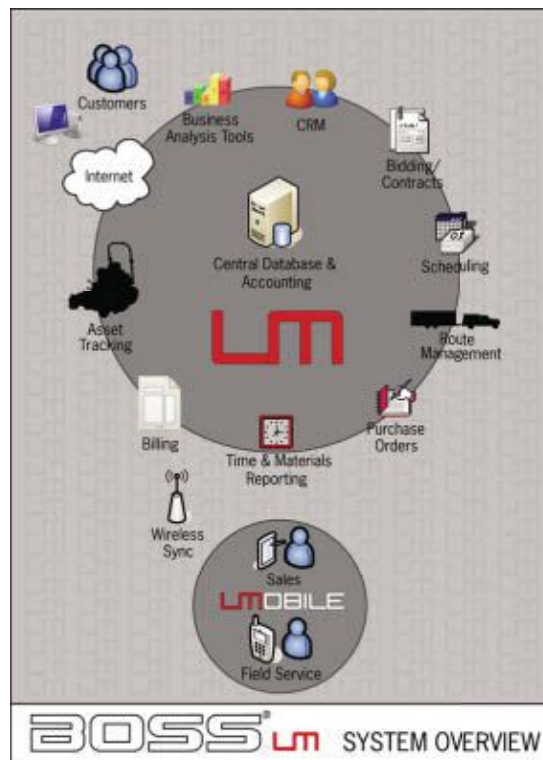 Customers
Business
Analysis Tools
CRM
Bidding/
Contracts
Internet
Central Database &
Accounting
Scheduling
LM
Asset
Tracking
Route
Management
Billing
Time & Materials
Reporting
Purchase
Orders
Wireless
Sync
Sales
LMOBILE
Field Service
BOSS® LM SYSTEM OVERVIEW